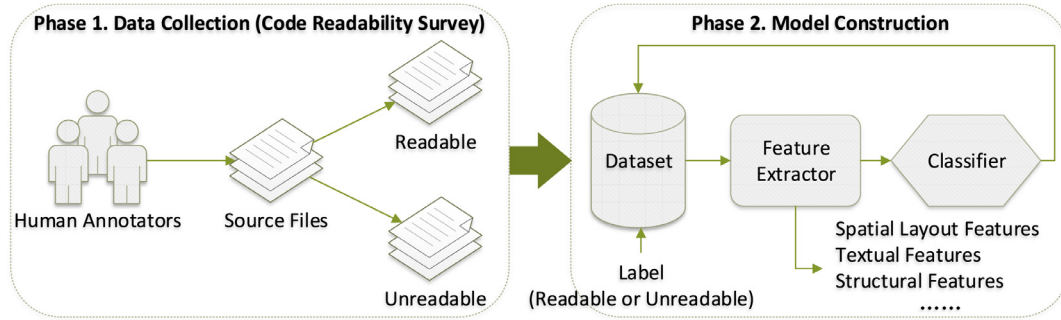 Phase 1. Data Collection (Code Readability Survey)
Readable
Human Annotators
Source Files
Unreadable
Phase 2. Model Construction
Dataset
Feature
Extractor
Classifier
Label
(Readable or Unreadable)
Spatial Layout Features
Textual Features
Structural Features
......